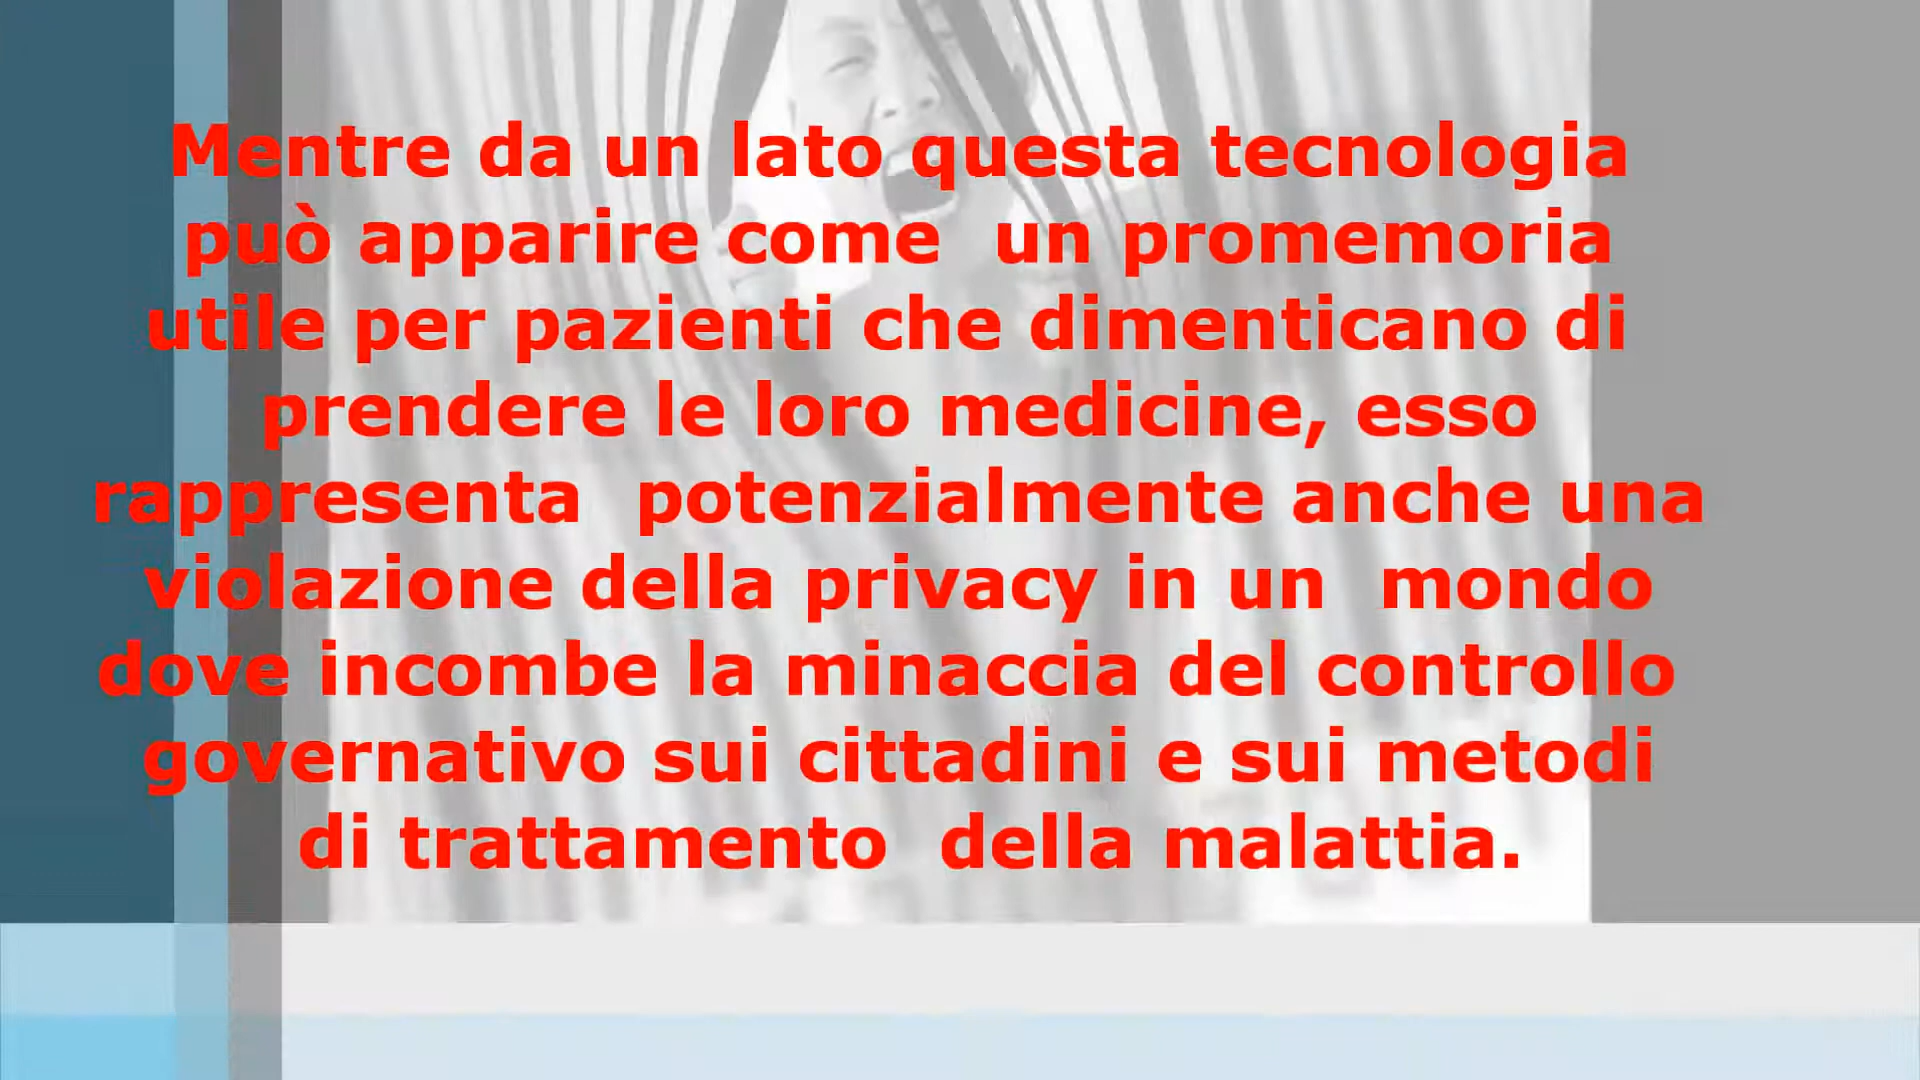 Mentre da un lato questa tecnologia
può apparire come un promemoria
utile per pazienti che dimenticano di
prendere le loro medicine, esso
rappresenta potenzialmente anche una
violazione della privacy in un mondo
dove incombe la minaccia del controllo
governativo sui cittadini e sui metodi
di trattamento della malattia.